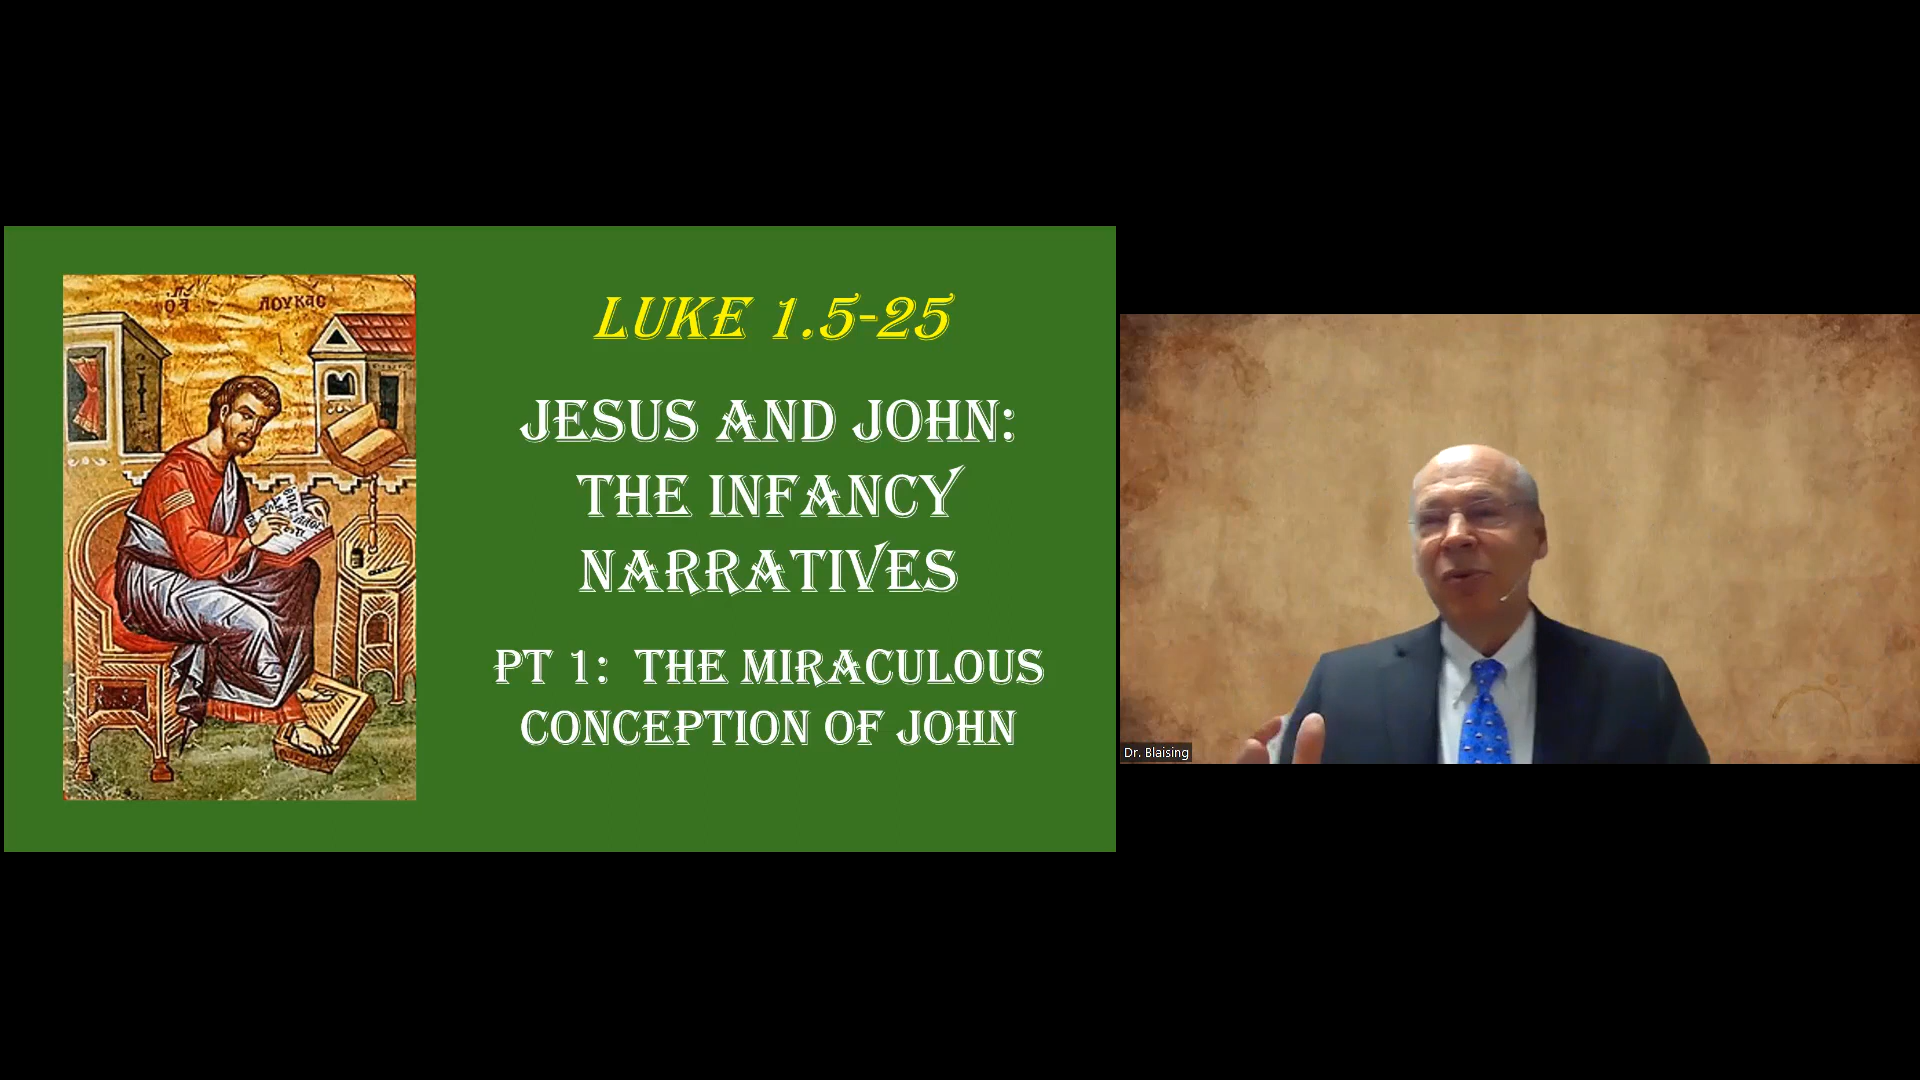 ὁ ἅ ΛΟΥΚΑΣ
LUKE 1.5-25
JESUS AND JOHN:
THE INFANCY
NARRATIVES
PT 1: THE MIRACULOUS
CONCEPTION OF JOHN
Dr. Blaising